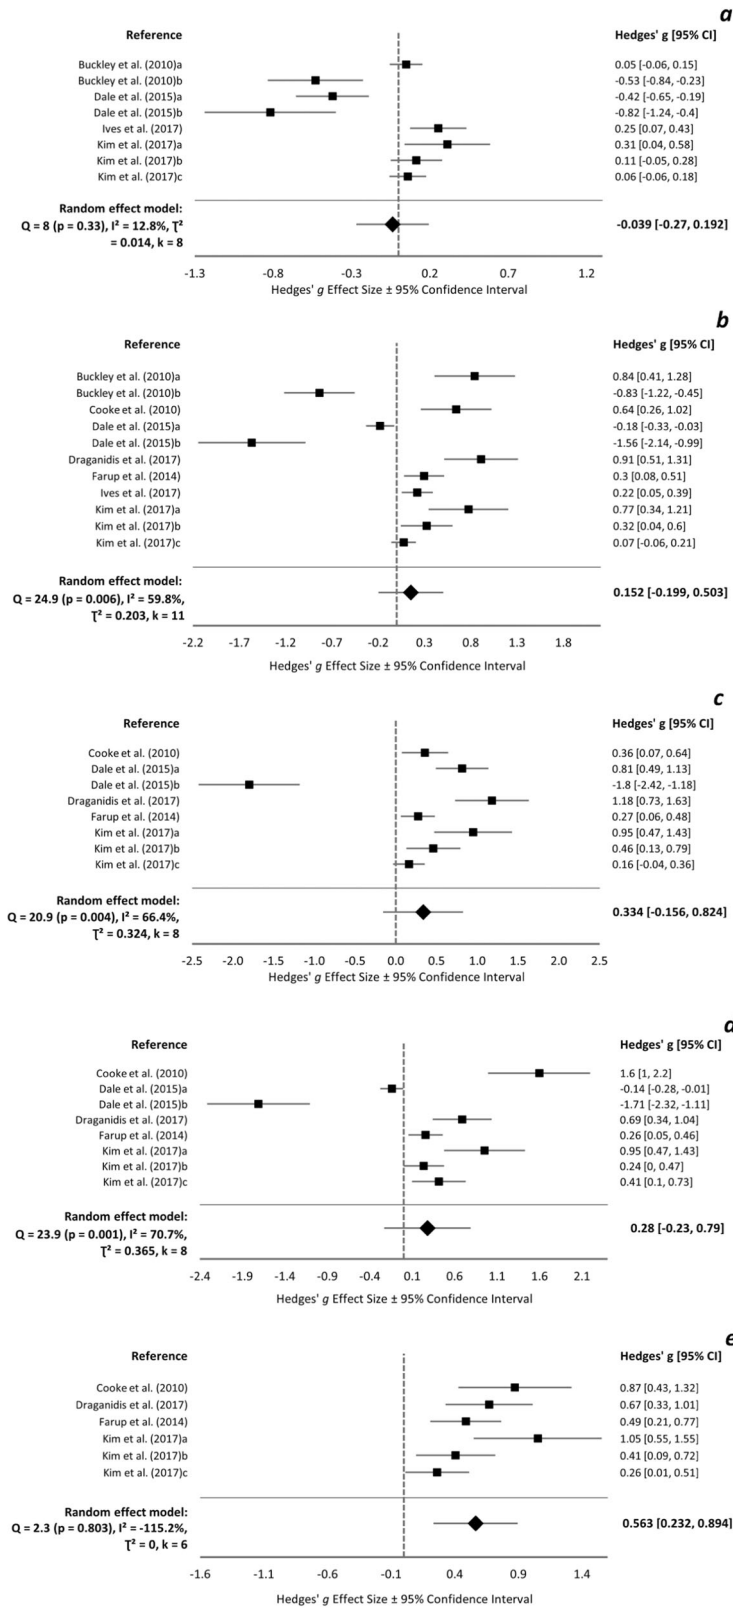 a
Reference Hedges' g [95% CI]
Buckley et al. (2010)a 0.05 [-0.06, 0.15]
Buckley et al. (2010)b -0.53 [-0.84, -0.23]
Dale et al. (2015)a -0.42 [-0.65, -0.19]
Dale et al. (2015)b -0.82 [-1.24, -0.4]
Ives et al. (2017) 0.25 [0.07, 0.43]
Kim et al. (2017)a 0.31 [0.04, 0.58]
Kim et al. (2017)b 0.11 [-0.05, 0.28]
Kim et al. (2017)c 0.06 [-0.06, 0.18]
Random effect model:
Q = 8 (p = 0.33), I² = 12.8%, Ʈ² -0.039 [-0.27, 0.192]
= 0.014, k = 8
-1.3 -0.8 -0.3 0.2 0.7 1.2
Hedges' g Effect Size ± 95% Confidence Interval
b
Reference Hedges' g [95% CI]
Buckley et al. (2010)a 0.84 [0.41, 1.28]
Buckley et al. (2010)b -0.83 [-1.22, -0.45]
Cooke et al. (2010) 0.64 [0.26, 1.02]
Dale et al. (2015)a -0.18 [-0.33, -0.03]
Dale et al. (2015)b -1.56 [-2.14, -0.99]
Draganidis et al. (2017) 0.91 [0.51, 1.31]
Farup et al. (2014) 0.3 [0.08, 0.51]
Ives et al. (2017) 0.22 [0.05, 0.39]
Kim et al. (2017)a 0.77 [0.34, 1.21]
Kim et al. (2017)b 0.32 [0.04, 0.6]
Kim et al. (2017)c 0.07 [-0.06, 0.21]
Random effect model:
Q = 24.9 (p = 0.006), I² = 59.8%, 0.152 [-0.199, 0.503]
Ʈ² = 0.203, k = 11
-2.2 -1.7 -1.2 -0.7 -0.2 0.3 0.8 1.3 1.8
Hedges' g Effect Size ± 95% Confidence Interval
c
Reference Hedges' g [95% CI]
Cooke et al. (2010) 0.36 [0.07, 0.64]
Dale et al. (2015)a 0.81 [0.49, 1.13]
Dale et al. (2015)b -1.8 [-2.42, -1.18]
Draganidis et al. (2017) 1.18 [0.73, 1.63]
Farup et al. (2014) 0.27 [0.06, 0.48]
Kim et al. (2017)a 0.95 [0.47, 1.43]
Kim et al. (2017)b 0.46 [0.13, 0.79]
Kim et al. (2017)c 0.16 [-0.04, 0.36]
Random effect model:
Q = 20.9 (p = 0.004), I² = 66.4%, 0.334 [-0.156, 0.824]
Ʈ² = 0.324, k = 8
-2.5 -2.0 -1.5 -1.0 -0.5 0.0 0.5 1.0 1.5 2.0 2.5
Hedges' g Effect Size ± 95% Confidence Interval
d
Reference Hedges' g [95% CI]
Cooke et al. (2010) 1.6 [1, 2.2]
Dale et al. (2015)a -0.14 [-0.28, -0.01]
Dale et al. (2015)b -1.71 [-2.32, -1.11]
Draganidis et al. (2017) 0.69 [0.34, 1.04]
Farup et al. (2014) 0.26 [0.05, 0.46]
Kim et al. (2017)a 0.95 [0.47, 1.43]
Kim et al. (2017)b 0.24 [0, 0.47]
Kim et al. (2017)c 0.41 [0.1, 0.73]
Random effect model:
Q = 23.9 (p = 0.001), I² = 70.7%, 0.28 [-0.23, 0.79]
Ʈ² = 0.365, k = 8
-2.4 -1.9 -1.4 -0.9 -0.4 0.1 0.6 1.1 1.6 2.1
Hedges' g Effect Size ± 95% Confidence Interval
e
Reference Hedges' g [95% CI]
Cooke et al. (2010) 0.87 [0.43, 1.32]
Draganidis et al. (2017) 0.67 [0.33, 1.01]
Farup et al. (2014) 0.49 [0.21, 0.77]
Kim et al. (2017)a 1.05 [0.55, 1.55]
Kim et al. (2017)b 0.41 [0.09, 0.72]
Kim et al. (2017)c 0.26 [0.01, 0.51]
Random effect model:
Q = 2.3 (p = 0.803), I² = -115.2%, 0.563 [0.232, 0.894]
Ʈ² = 0, k = 6
-1.6 -1.1 -0.6 -0.1 0.4 0.9 1.4
Hedges' g Effect Size ± 95% Confidence Interval